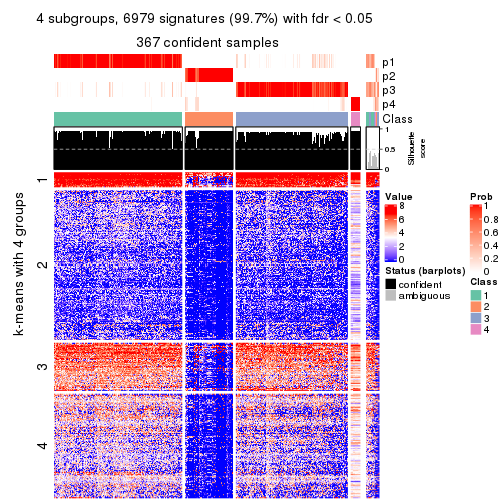 4 subgroups, 6979 signatures (99.7%) with fdr < 0.05
367 confident samples
p1
p2
p3
p4
Class
1
0.5
0
Silhouette
score
k-means with 4 groups
1
2
3
4
Value
8
6
4
2
0
Status (barplots)
confident
ambiguous
Prob
1
0.8
0.6
0.4
0.2
0
Class
1
2
3
4